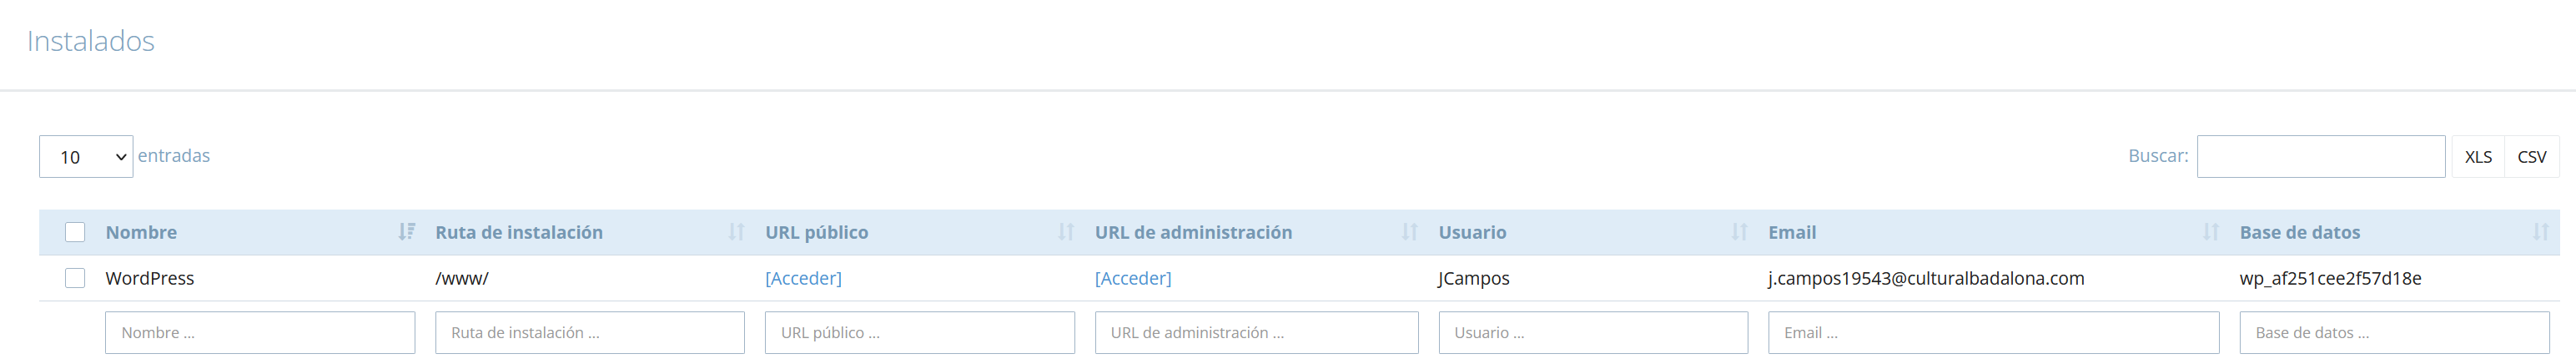 Instalados
10 entradas Buscar: XLS CSV
Nombre Ruta de instalación URL público URL de administración Usuario Email Base de datos
WordPress /www/ [Acceder] [Acceder] JCampos j.campos19543@culturalbadalona.com wp_af251cee2f57d18e
Nombre ... Ruta de instalación ... URL público ... URL de administración ... Usuario ... Email ... Base de datos ...